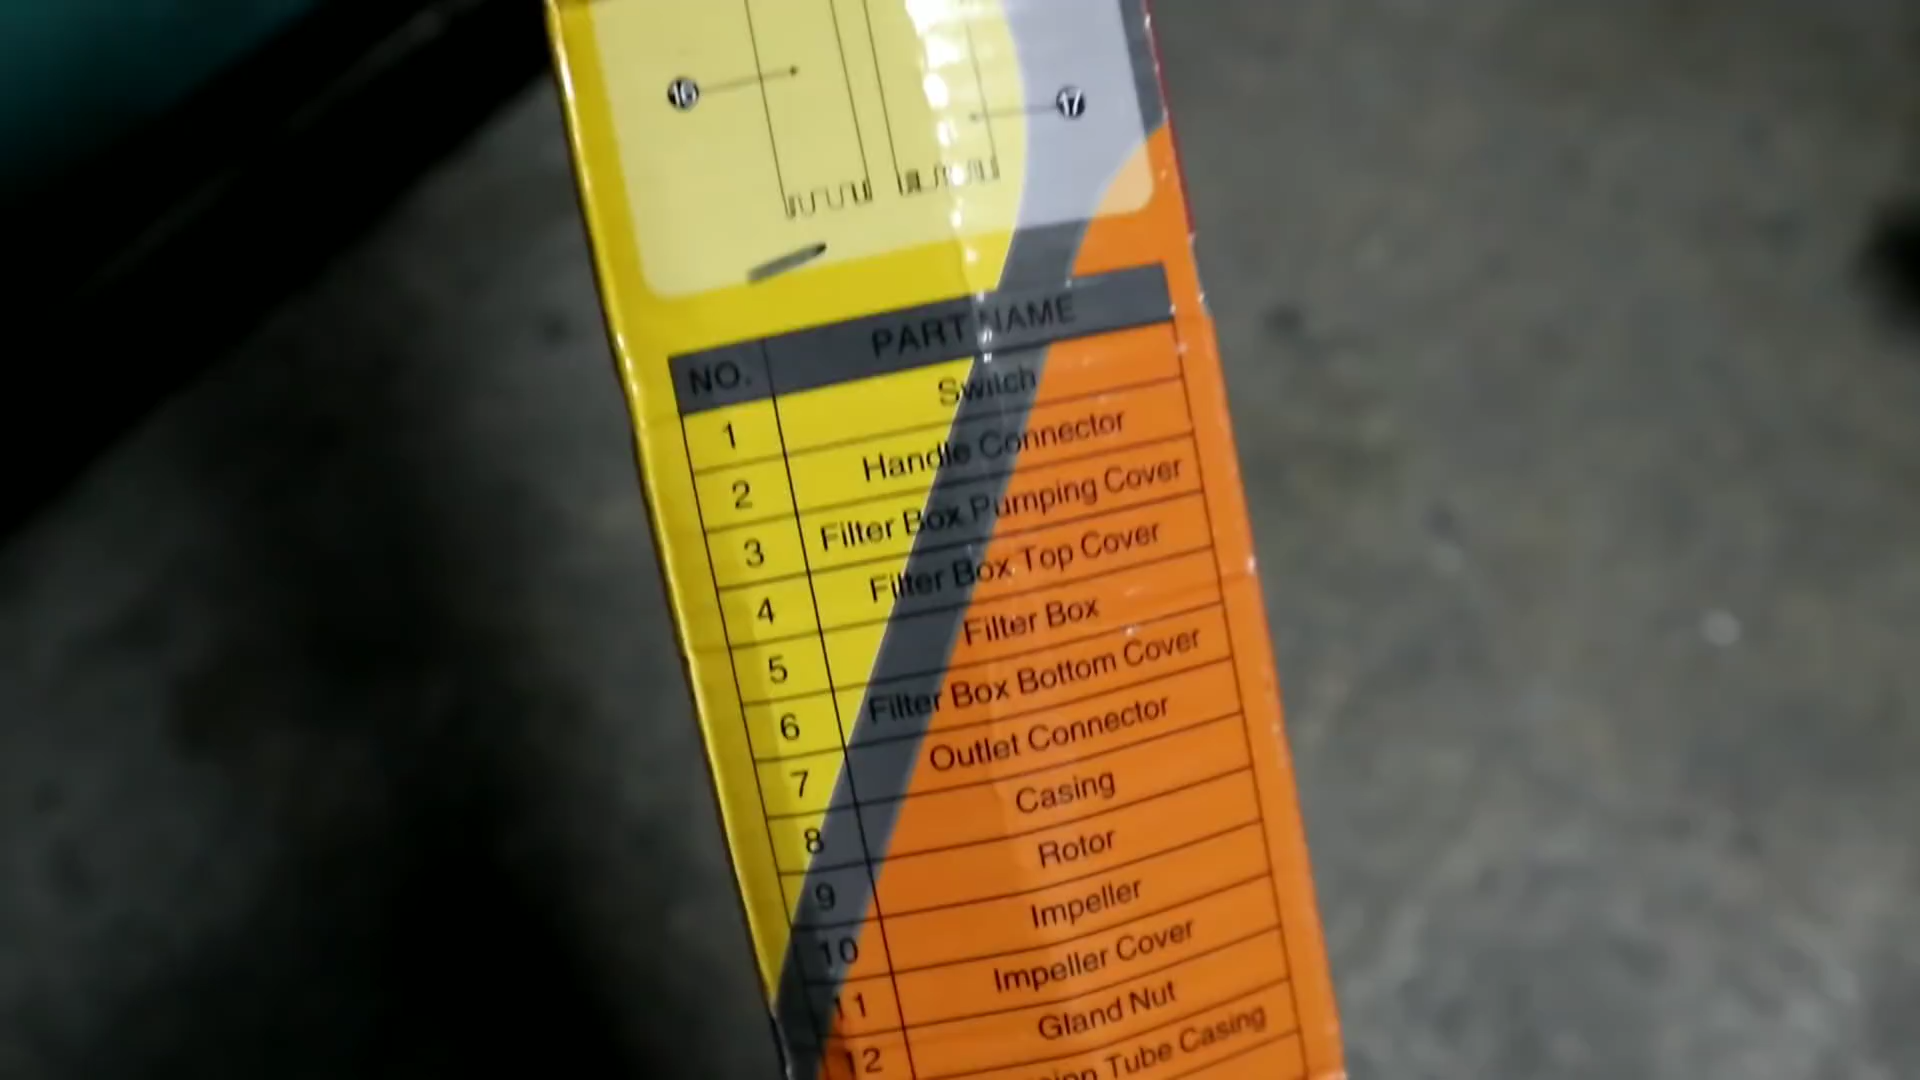 16
17
NO. PART NAME
1 Switch
2 Handle Connector
3 Filter Box Pumping Cover
4 Filter Box Top Cover
5 Filter Box
6 Filter Box Bottom Cover
7 Outlet Connector
8 Casing
9 Rotor
10 Impeller
11 Impeller Cover
12 Gland Nut
Tube Casing